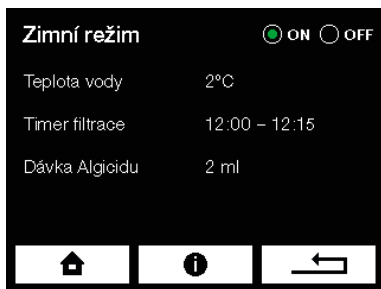 Zimní režim ON OFF
Teplota vody 2°C
Timer filtrace 12:00 – 12:15
Dávka Algicidu 2 ml